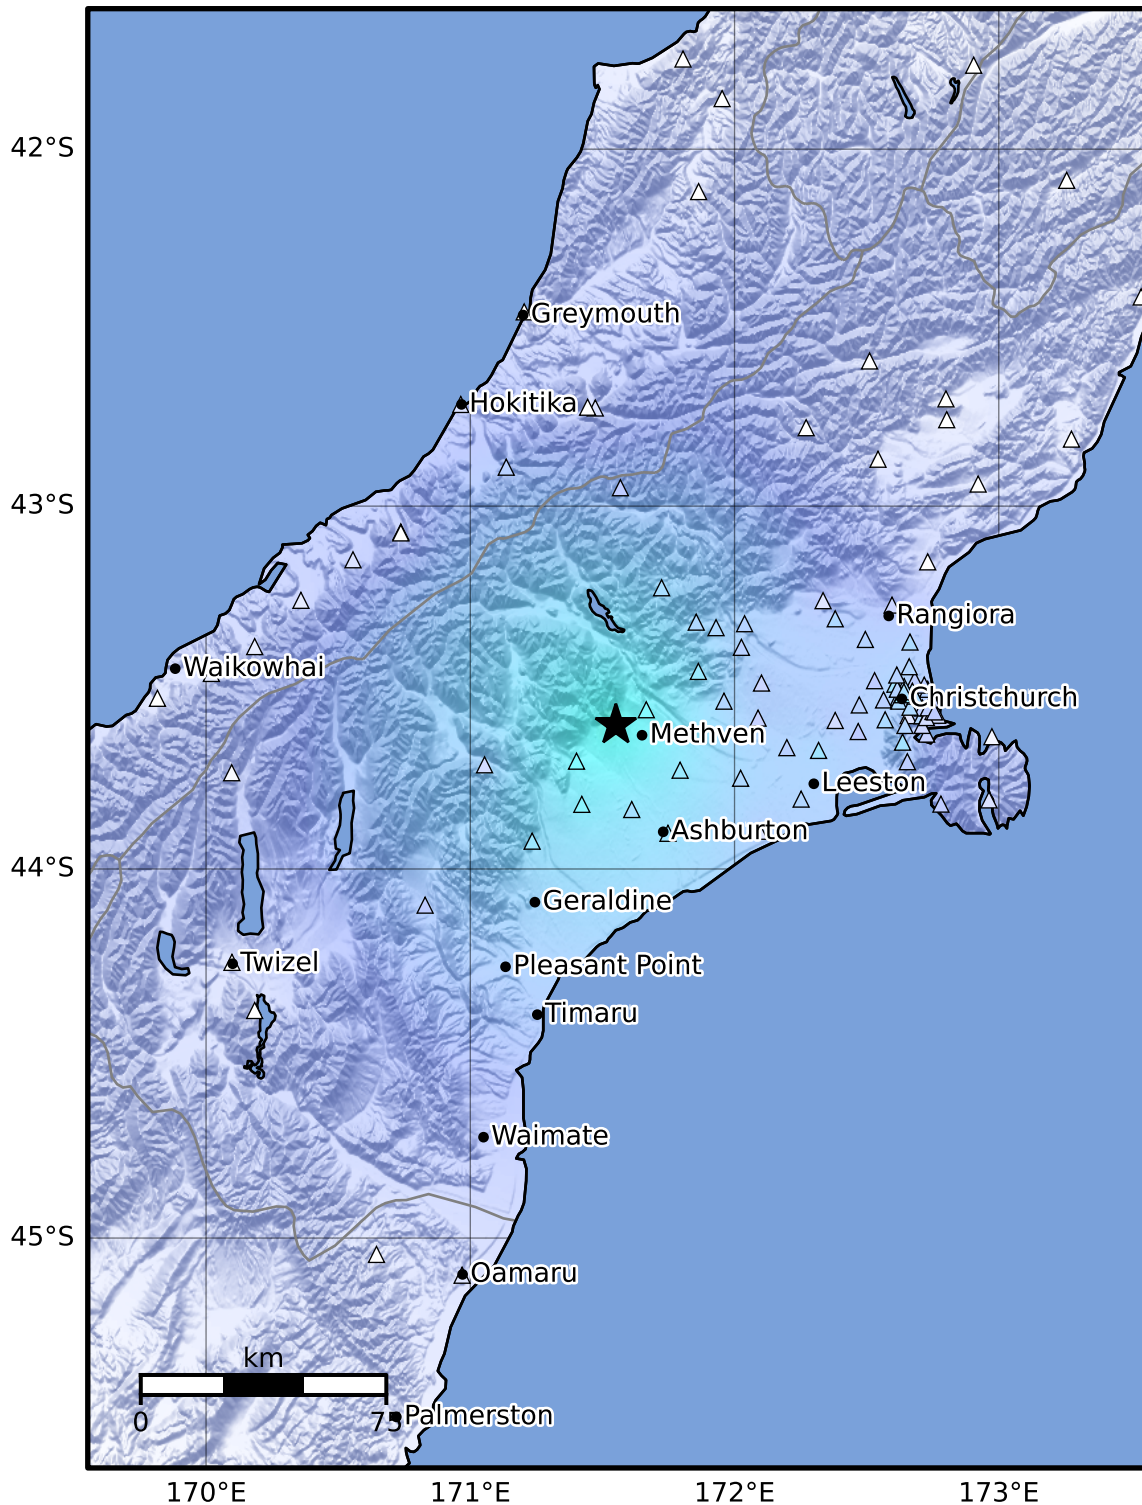 42°S
Greymouth
Hokitika
43°S
Rangiora
Waikowhai
Christchurch
Methven
Leeston
Ashburton
44°S
Geraldine
Twizel
Pleasant Point
Timaru
Waimate
45°S
Oamaru
km
0
75
Palmerston
170°E
171°E
172°E
173°E